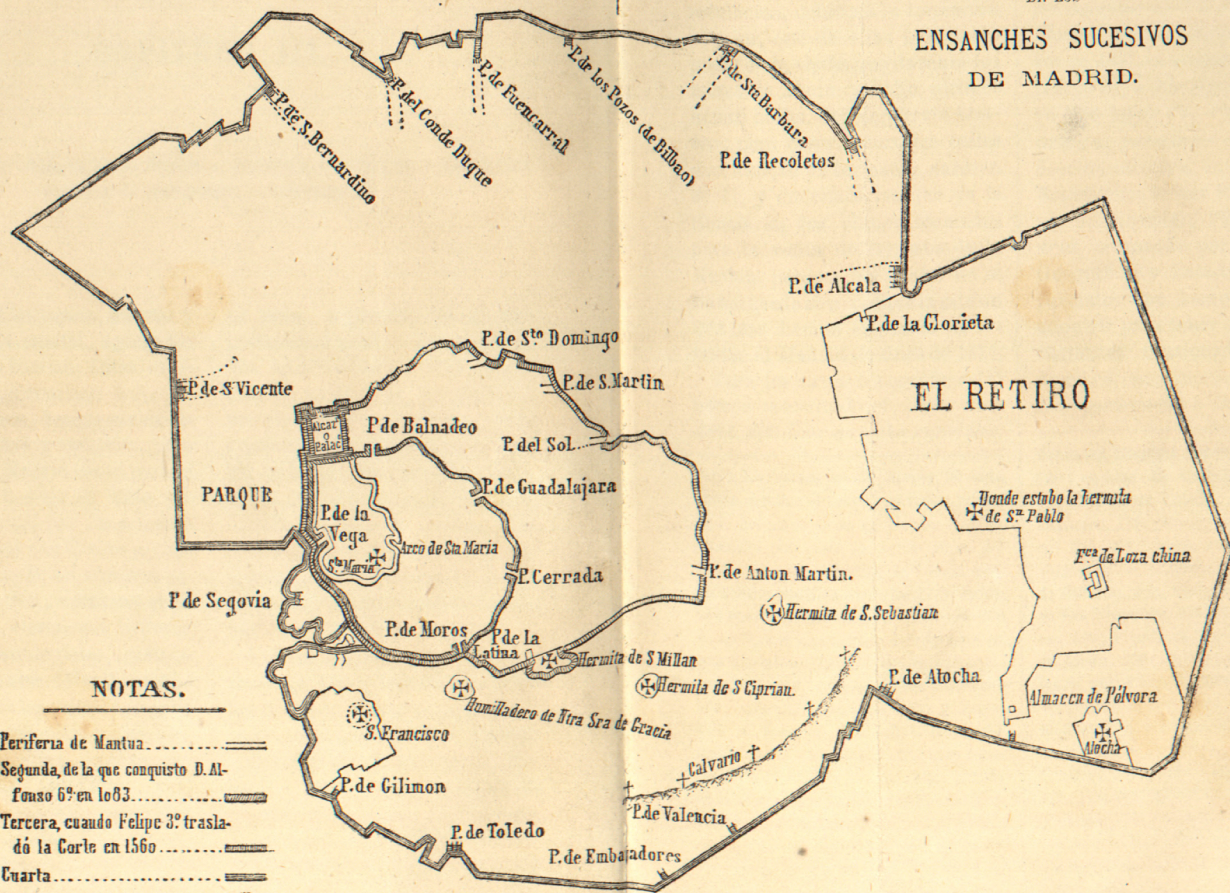 ENSANCHES SUCESIVOS
DE MADRID.
P. de S. Bernardino
P. del Conde Duque
P. de Fuencarral
P. de los Pozos (de Bilbao)
P. de Sta Barbara
P. de Recoletos
P. de Alcala
P. de la Glorieta
EL RETIRO
P. de Sto Domingo
P. de S. Martin
P. de S Vicente
Alcar
o
Palac
P de Balnadeo
P. del Sol
PARQUE
P. de Guadalajara
P. de la
Vega
Sta Maria
Arco de Sta Maria
Donde estubo la hermita
de Sn Pablo
Fca de Loza china
P. Cerrada
P. de Anton Martin.
P. de Segovia
Hermita de S. Sebastian
P. de Moros
P. de la
Latina
Hermita de S Millan
Hermita de S Ciprian.
P. de Atocha
Humilladero de Ntra Sra de Gracia
Almacen de Pólvora
Atocha
S. Francisco
Calvario
P. de Gilimon
P. de Valencia
P. de Toledo
P. de Embajadores
NOTAS.
Periferia de Mantua
Segunda, de la que conquisto D. Al-
fonso 6º en 1083
Tercera, cuando Felipe 3º trasla-
dó la Corte en 1560
Cuarta